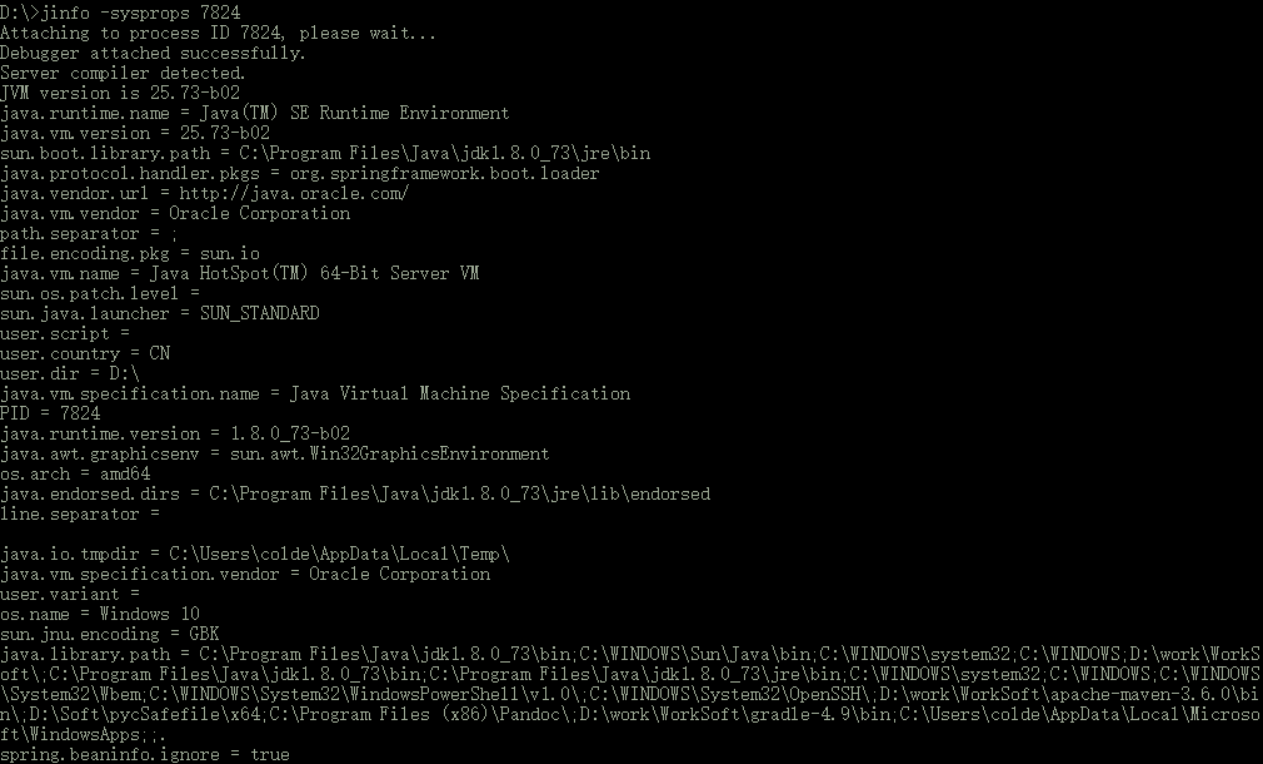 D:\>jinfo -sysprops 7824
Attaching to process ID 7824, please wait...
Debugger attached successfully.
Server compiler detected.
JVM version is 25.73-b02
java.runtime.name = Java(TM) SE Runtime Environment
java.vm.version = 25.73-b02
sun.boot.library.path = C:\Program Files\Java\jdk1.8.0_73\jre\bin
java.protocol.handler.pkgs = org.springframework.boot.loader
java.vendor.url = http://java.oracle.com/
java.vm.vendor = Oracle Corporation
path.separator = ;
file.encoding.pkg = sun.io
java.vm.name = Java HotSpot(TM) 64-Bit Server VM
sun.os.patch.level =
sun.java.launcher = SUN_STANDARD
user.script =
user.country = CN
user.dir = D:\
java.vm.specification.name = Java Virtual Machine Specification
PID = 7824
java.runtime.version = 1.8.0_73-b02
java.awt.graphicsenv = sun.awt.Win32GraphicsEnvironment
os.arch = amd64
java.endorsed.dirs = C:\Program Files\Java\jdk1.8.0_73\jre\lib\endorsed
line.separator =
java.io.tmpdir = C:\Users\colde\AppData\Local\Temp\
java.vm.specification.vendor = Oracle Corporation
user.variant =
os.name = Windows 10
sun.jnu.encoding = GBK
java.library.path = C:\Program Files\Java\jdk1.8.0_73\bin;C:\WINDOWS\Sun\Java\bin;C:\WINDOWS\system32;C:\WINDOWS;D:\work\WorkS
oft\;C:\Program Files\Java\jdk1.8.0_73\bin;C:\Program Files\Java\jdk1.8.0_73\jre\bin;C:\WINDOWS\system32;C:\WINDOWS;C:\WINDOWS
\System32\Wbem;C:\WINDOWS\System32\WindowsPowerShell\v1.0\;C:\WINDOWS\System32\OpenSSH\;D:\work\WorkSoft\apache-maven-3.6.0\bi
n\;D:\Soft\pycSafefile\x64;C:\Program Files (x86)\Pandoc\;D:\work\WorkSoft\gradle-4.9\bin;C:\Users\colde\AppData\Local\Microso
ft\WindowsApps;;.
spring.beaninfo.ignore = true